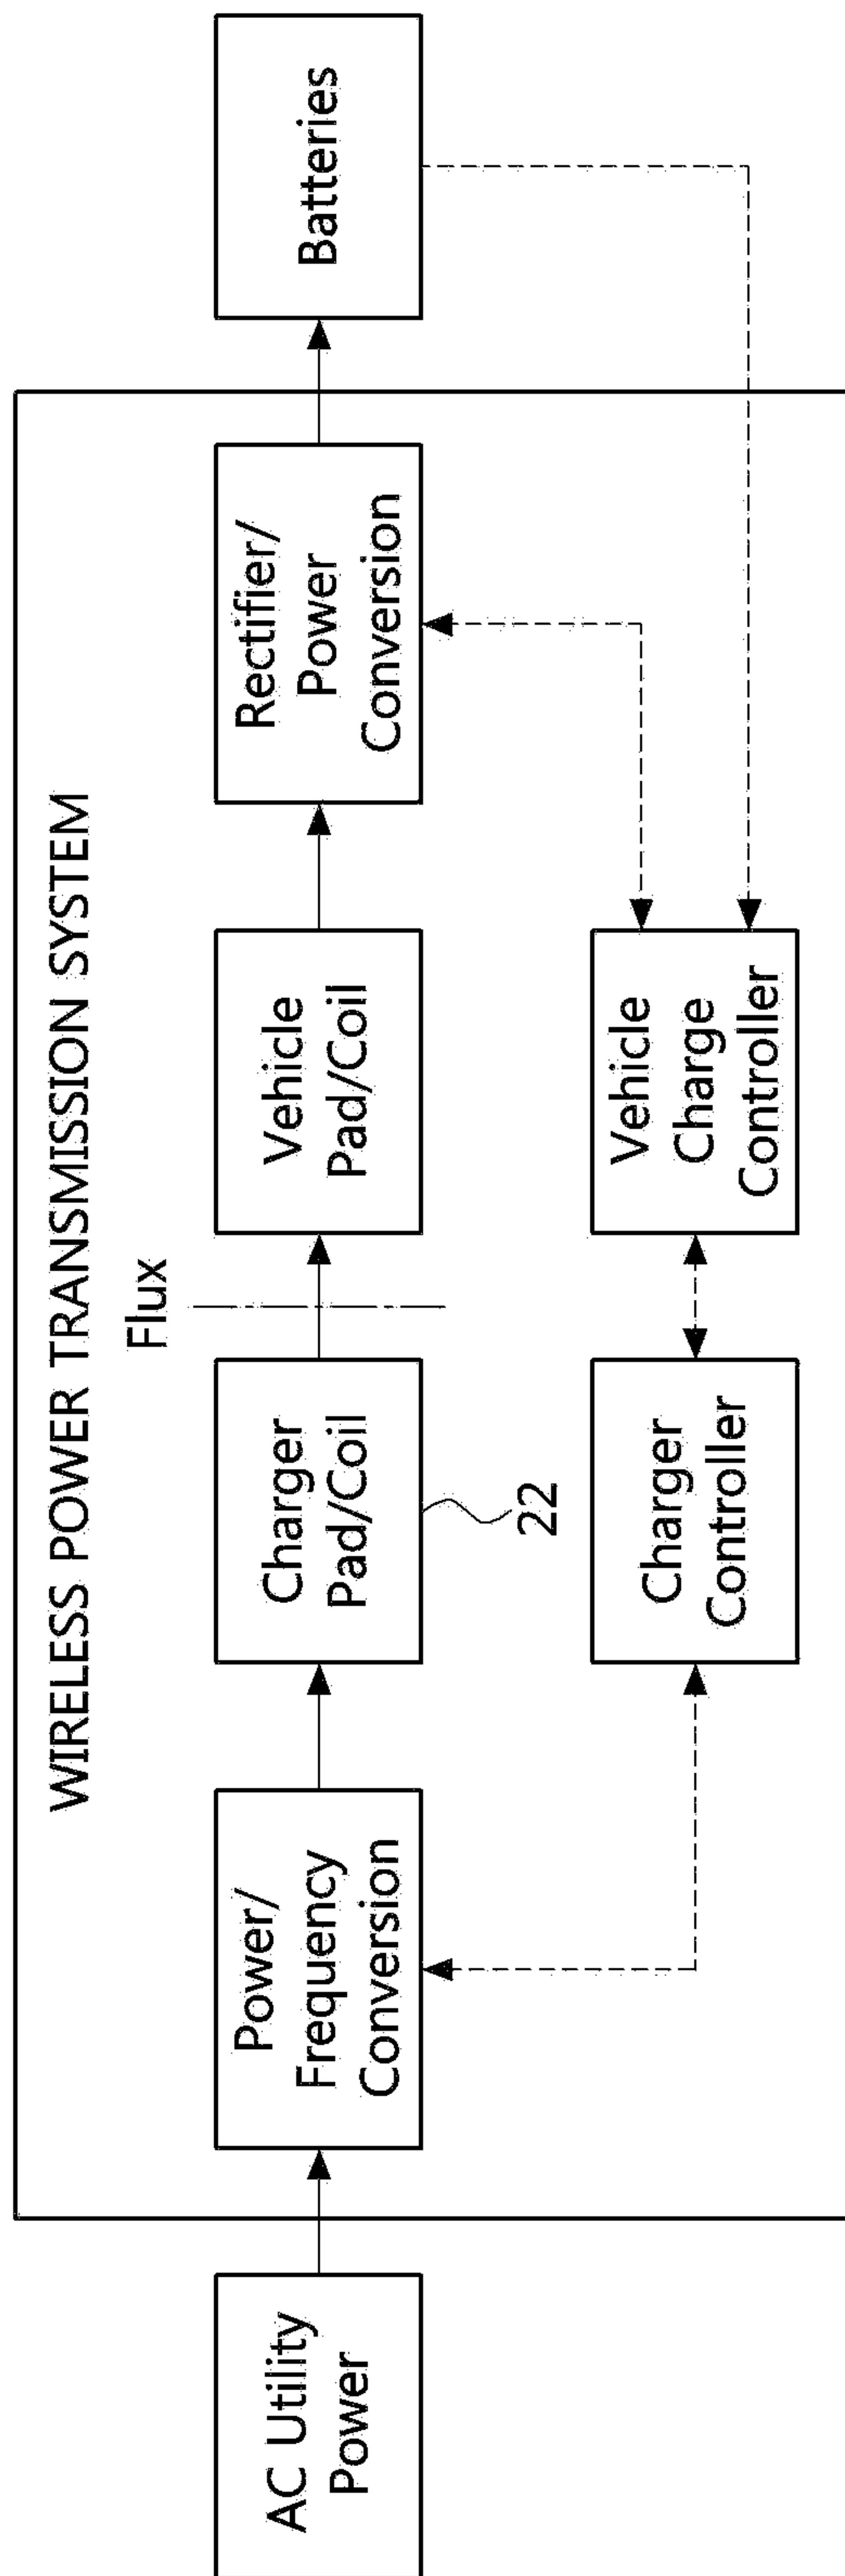 WIRELESS POWER TRANSMISSION SYSTEM
Flux
AC Utility
Power
Power/
Frequency
Conversion
Charger
Pad/Coil
22
Vehicle
Pad/Coil
Rectifier/
Power
Conversion
Batteries
Charger
Controller
Vehicle
Charge
Controller